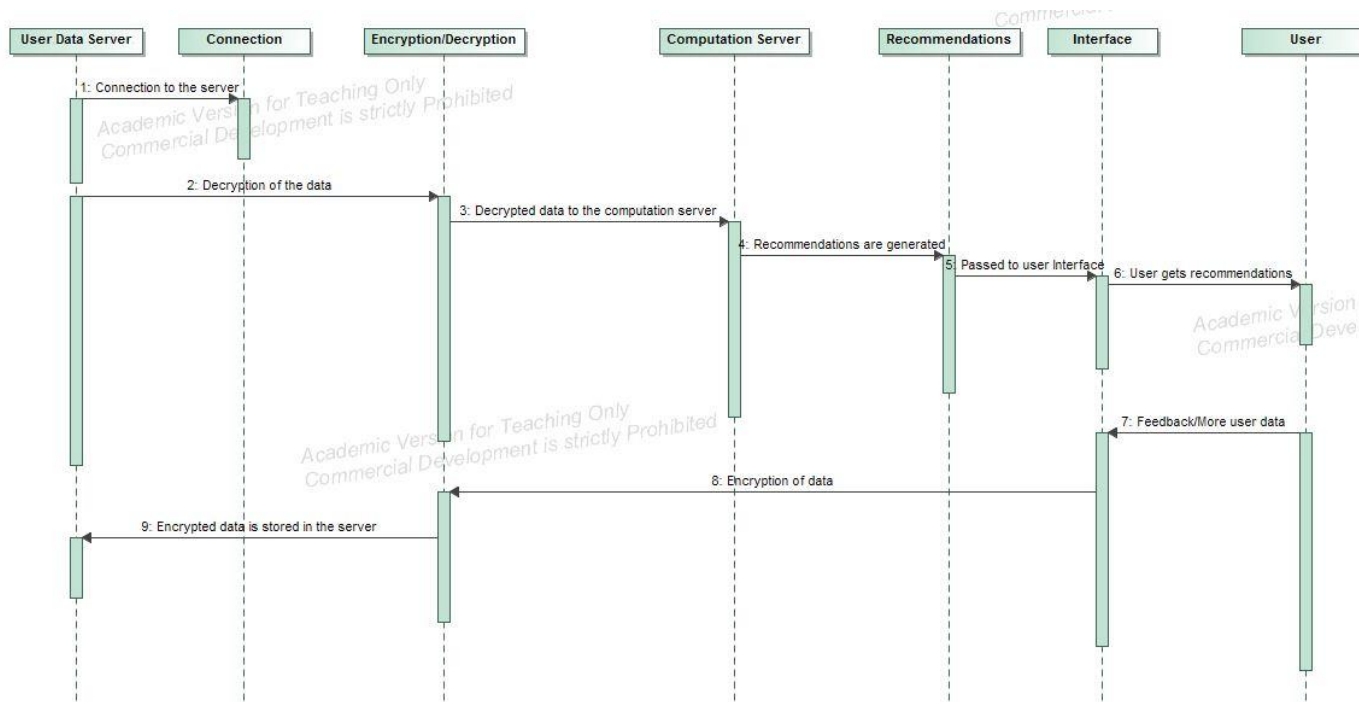 Commercial
User Data Server
Connection
Encryption/Decryption
Computation Server
Recommendations
Interface
User
1: Connection to the server
Academic Version for Teaching Only
Commercial Development is strictly Prohibited
2: Decryption of the data
3: Decrypted data to the computation server
4: Recommendations are generated
5: Passed to user Interface
6: User gets recommendations
Academic Version
Commercial Deve
7: Feedback/More user data
Academic Version for Teaching Only
Commercial Development is strictly Prohibited
8: Encryption of data
9: Encrypted data is stored in the server